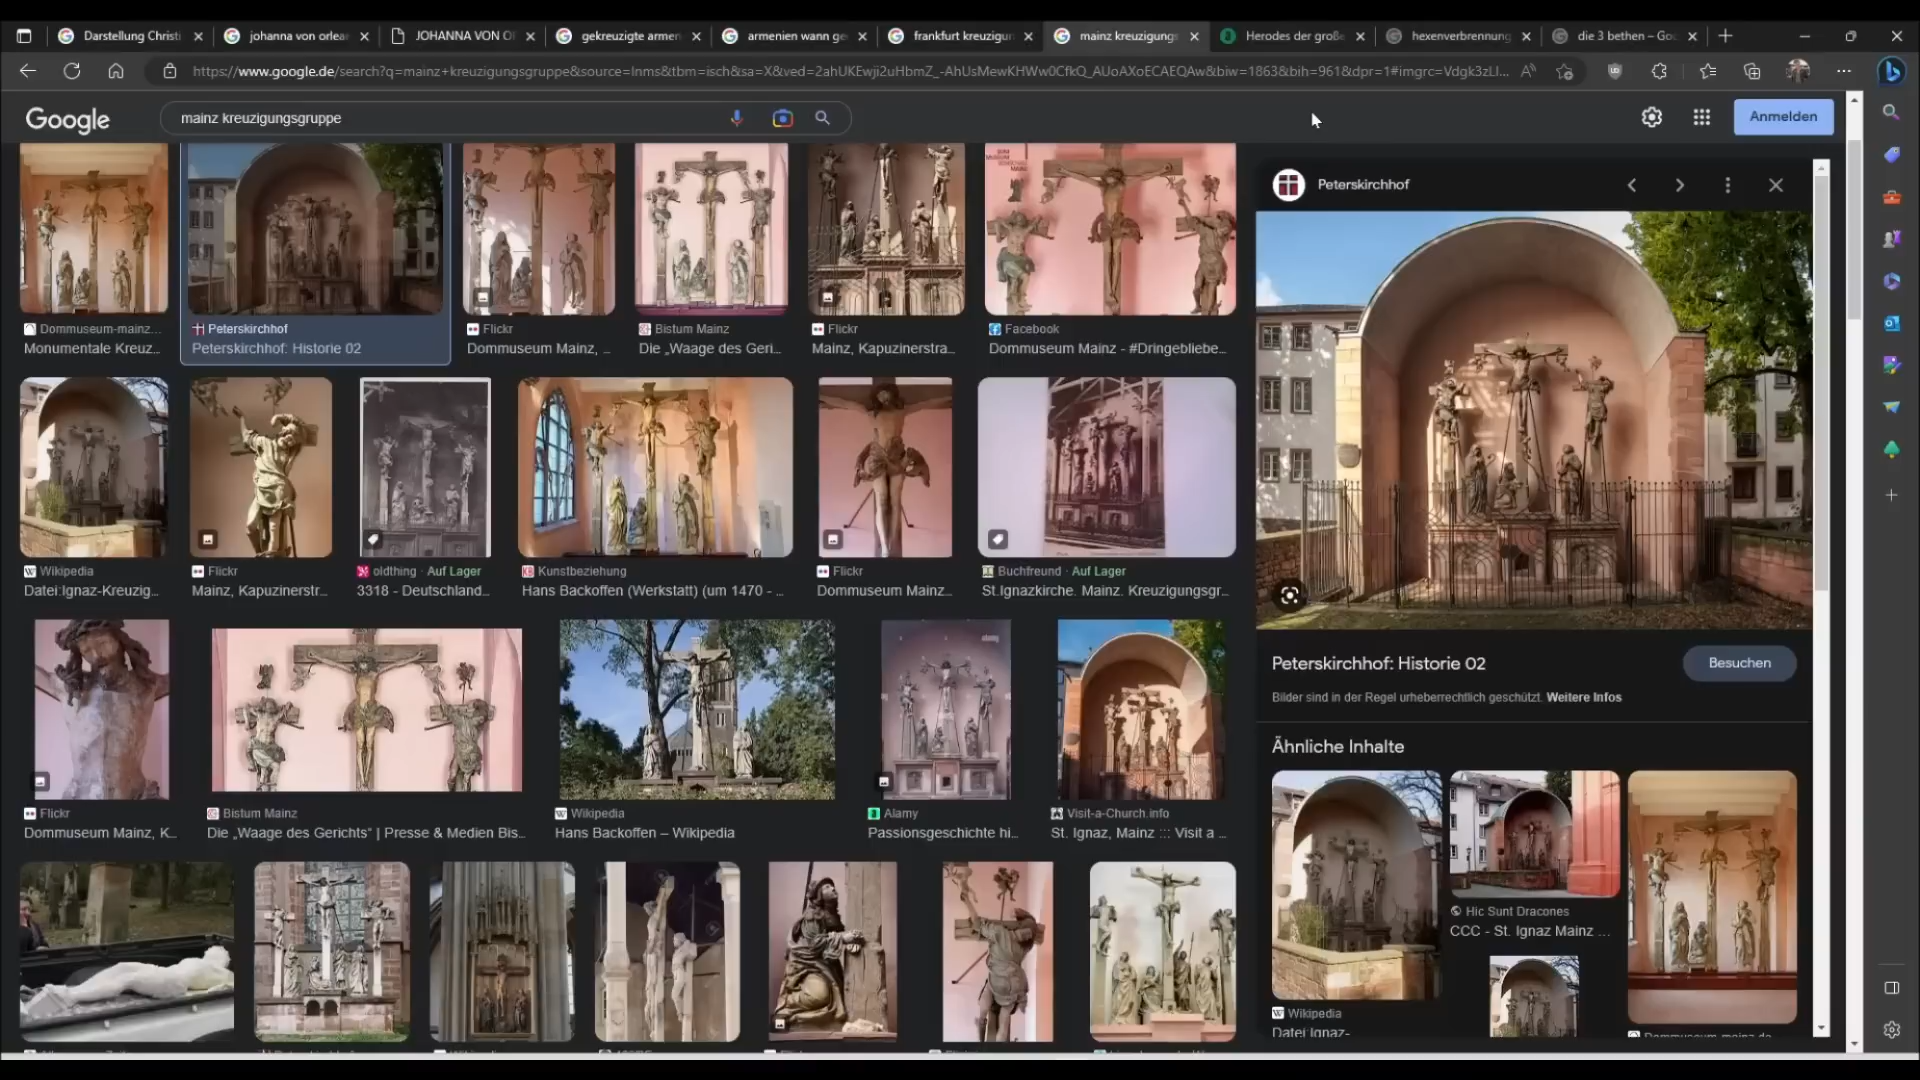 Darstellung Christi
johanna von orlea
JOHANNA VON O
gekreuzigte armen
armenien wann ge
frankfurt kreuzigun
mainz kreuzigungs
Herodes der große
hexenverbrennung
die 3 bethen – Goo
https://www.google.de/search?q=mainz+kreuzigungsgruppe&source=lnms&tbm=isch&sa=X&ved=2ahUKEwji2uHbmZ_-AhUsMewKHWw0CfkQ_AUoAXoECAEQAw&biw=1863&bih=961&dpr=1#imgrc=Vdgk3zLI...
Google
mainz kreuzigungsgruppe
Anmelden
Peterskirchhof
Dommuseum-mainz...
Monumentale Kreuz...
Peterskirchhof
Peterskirchhof: Historie 02
Flickr
Dommuseum Mainz, ...
Bistum Mainz
Die „Waage des Geri...
Flickr
Mainz, Kapuzinerstra...
Facebook
Dommuseum Mainz - #Dringebliebe...
Wikipedia
Datei:Ignaz-Kreuzig...
Flickr
Mainz, Kapuzinerstr...
oldthing · Auf Lager
3318 - Deutschland...
Kunstbeziehung
Hans Backoffen (Werkstatt) (um 1470 - ...
Flickr
Dommuseum Mainz...
Buchfreund · Auf Lager
St.Ignazkirche. Mainz. Kreuzigungsgr...
Peterskirchhof: Historie 02
Besuchen
Bilder sind in der Regel urheberrechtlich geschützt. Weitere Infos
Ähnliche Inhalte
alamy
Flickr
Dommuseum Mainz, K...
Bistum Mainz
Die „Waage des Gerichts“ | Presse & Medien Bis...
Wikipedia
Hans Backoffen – Wikipedia
Alamy
Passionsgeschichte hi...
Visit-a-Church.info
St. Ignaz, Mainz ::: Visit a ...
Hic Sunt Dracones
CCC - St. Ignaz Mainz ...
Wikipedia
Datei:Ignaz-
Dommuseum-mainz.de